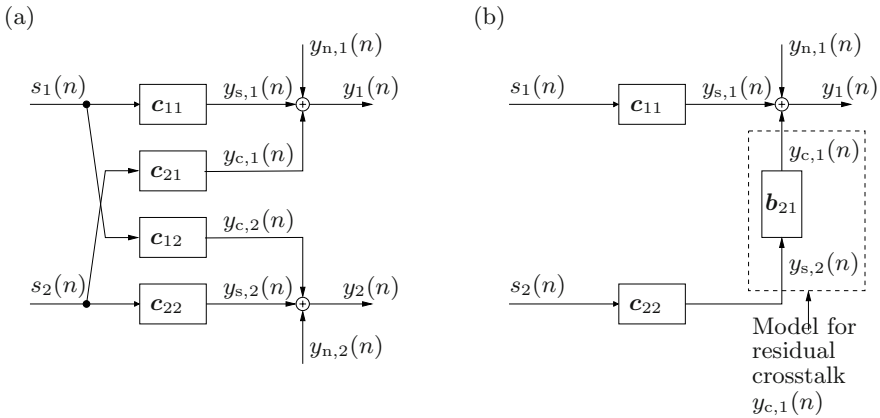 (a)
y_{n,1}(n)
s_1(n)
c_{11}
y_{s,1}(n)
y_1(n)
c_{21}
y_{c,1}(n)
c_{12}
y_{c,2}(n)
s_2(n)
c_{22}
y_{s,2}(n)
y_2(n)
y_{n,2}(n)
(b)
y_{n,1}(n)
s_1(n)
c_{11}
y_{s,1}(n)
y_1(n)
y_{c,1}(n)
b_{21}
y_{s,2}(n)
s_2(n)
c_{22}
Model for
residual
crosstalk
y_{c,1}(n)